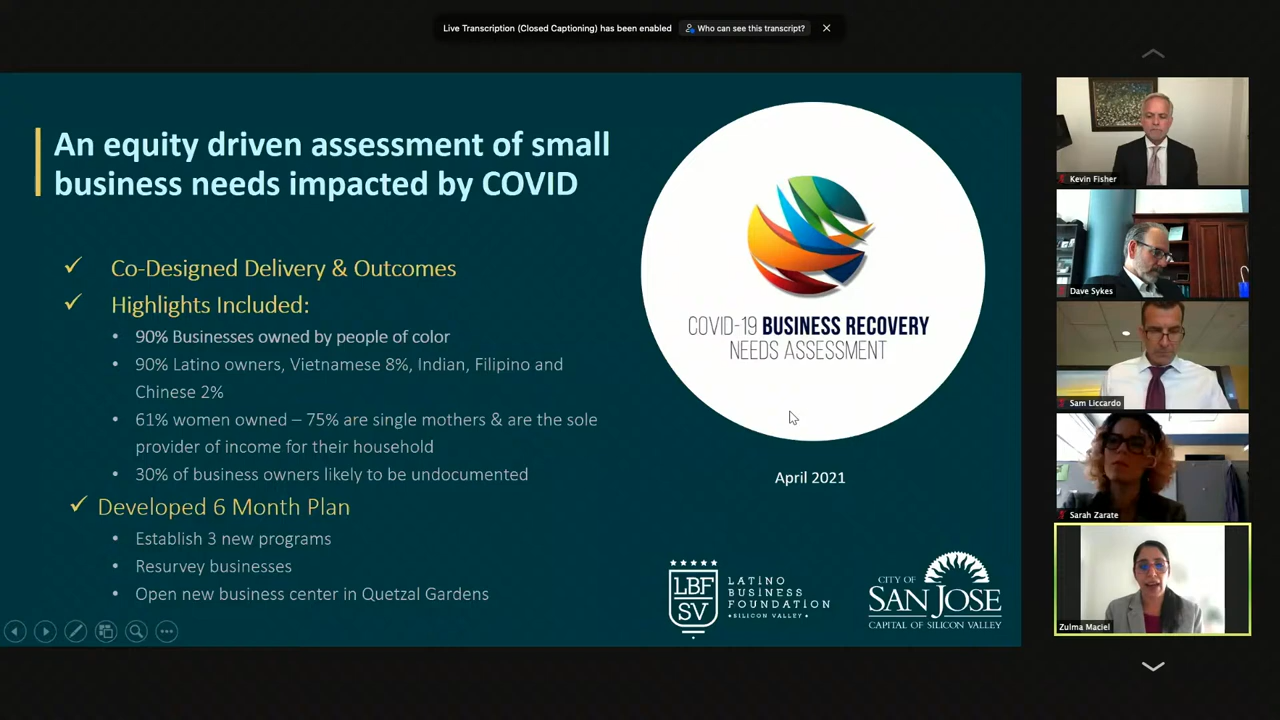 Live Transcription (Closed Captioning) has been enabled
Who can see this transcript?
An equity driven assessment of small
business needs impacted by COVID
Co-Designed Delivery & Outcomes
Highlights Included:
90% Businesses owned by people of color
90% Latino owners, Vietnamese 8%, Indian, Filipino and
Chinese 2%
61% women owned – 75% are single mothers & are the sole
provider of income for their household
30% of business owners likely to be undocumented
Developed 6 Month Plan
Establish 3 new programs
Resurvey businesses
Open new business center in Quetzal Gardens
COVID-19 BUSINESS RECOVERY
NEEDS ASSESSMENT
April 2021
LBF
SV
LATINO
BUSINESS
FOUNDATION
SILICON VALLEY
CITY OF
SAN JOSE
CAPITAL OF SILICON VALLEY
Kevin Fisher
Dave Sykes
Sam Liccardo
Sarah Zarate
Zulma Maciel